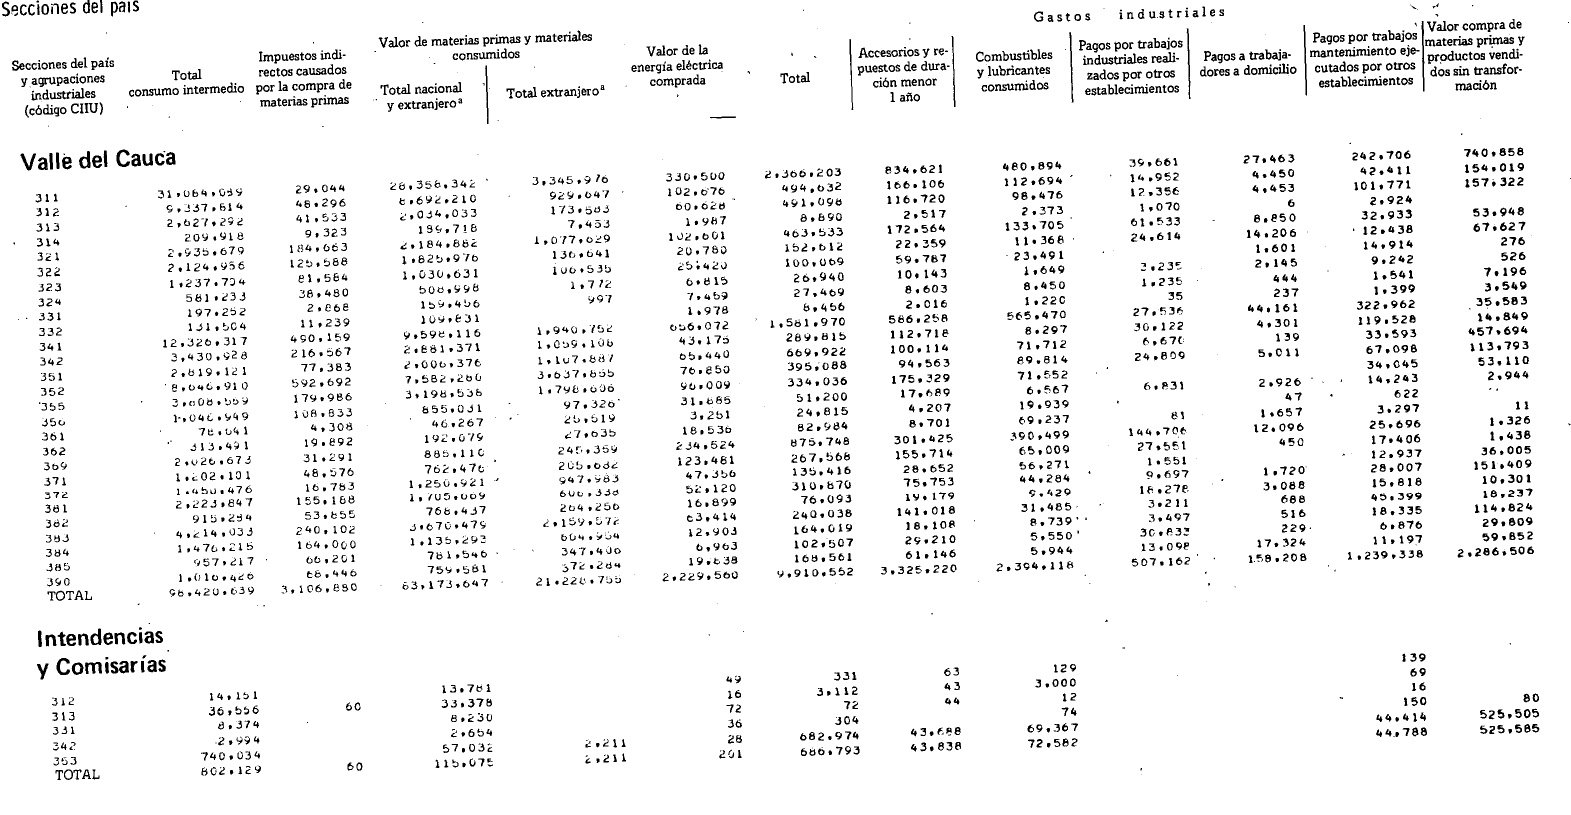 Secciones del país
Gastos industriales
Secciones del país y agrupaciones industriales (código CIIU) | Total consumo intermedio | Impuestos indirectos causados por la compra de materias primas | Valor de materias primas y materiales consumidos | Total nacional y extranjeroª | Total extranjeroª | Valor de la energía eléctrica comprada | Total | Accesorios y repuestos de duración menor 1 año | Combustibles y lubricantes consumidos | Pagos por trabajos industriales realizados por otros establecimientos | Pagos a trabajadores a domicilio | Pagos por trabajos mantenimiento ejecutados por otros establecimientos | Valor compra de materias primas y productos vendidos sin transformación
Valle del Cauca
311 31.064.039 29.044 28.358.342 3.345.976 330.500 2.366.203 834.621 480.894 39.661 27.463 242.706 740.858
312 9.337.614 48.296 8.692.210 929.647 102.676 494.632 166.106 112.694 14.952 4.450 42.411 154.019
313 2.627.292 41.533 2.034.033 173.583 60.628 491.098 116.720 98.476 12.356 4.453 101.771 157.322
314 209.918 9.323 189.718 7.453 1.987 8.890 2.517 2.373 1.070 6 2.924
321 2.935.679 184.663 2.184.882 1.077.629 102.601 463.533 172.564 133.705 61.533 8.850 32.933 53.948
322 2.124.956 125.588 1.825.976 136.641 20.780 152.612 22.359 11.368 24.614 14.206 12.438 67.627
323 1.237.704 81.564 1.030.631 106.535 25.420 100.069 59.787 23.491 1.601 14.914 276
324 581.233 38.480 508.998 1.772 6.815 26.940 10.143 1.649 3.235 2.145 9.242 526
331 197.252 2.868 159.456 997 7.459 27.469 8.603 8.450 1.235 444 1.541 7.196
332 131.504 11.239 109.831 1.978 8.456 2.016 1.220 35 237 1.399 3.549
341 12.326.317 490.159 9.598.116 1.940.752 656.072 1.581.970 586.258 565.470 27.536 44.161 322.962 35.583
342 3.430.928 216.567 2.881.371 1.059.106 43.175 289.815 112.718 8.297 30.122 4.301 119.528 14.849
351 2.819.121 77.383 2.006.376 1.107.887 65.440 669.922 100.114 71.712 6.670 139 33.593 457.694
352 8.046.910 592.692 7.582.260 3.637.855 76.850 395.088 94.563 89.814 24.809 5.011 67.098 113.793
355 3.608.559 179.986 3.198.536 1.798.606 90.009 334.036 175.329 71.552 34.045 53.110
356 1.046.949 108.833 855.031 97.326 31.685 51.200 17.689 6.567 6.831 2.926 14.243 2.944
361 78.041 4.308 46.267 25.519 3.251 24.815 4.207 19.939 47 622
362 313.491 19.892 192.079 27.635 18.536 82.984 8.701 69.237 81 1.657 3.297 11
369 2.026.673 31.291 885.110 245.359 234.524 875.748 301.425 390.499 144.706 12.096 25.696 1.326
371 1.202.101 48.576 762.476 205.682 123.481 267.568 155.714 65.009 27.551 450 17.406 1.438
372 1.450.476 16.783 1.250.921 947.983 47.356 135.416 28.652 56.271 1.551 12.937 36.005
381 2.223.847 155.188 1.705.069 606.338 52.120 310.870 75.753 44.284 9.697 1.720 28.007 151.409
382 915.294 53.855 768.437 264.256 16.899 76.093 19.179 9.429 18.278 3.088 15.818 10.301
383 4.214.033 240.102 3.670.479 2.159.572 63.414 240.038 141.018 31.485 3.211 688 45.399 18.237
384 1.476.215 164.000 1.135.293 604.954 12.903 164.019 18.108 8.739 3.497 516 18.335 114.824
385 957.217 66.201 781.546 347.406 6.963 102.507 29.210 5.550 30.833 229 6.876 29.809
390 1.016.426 68.446 759.581 372.284 19.638 168.561 61.146 5.944 13.098 17.324 11.197 59.852
TOTAL 98.420.639 3.106.880 63.173.647 21.228.755 2.229.560 9.910.552 3.325.220 2.394.118 507.162 158.208 1.239.338 2.286.506
Intendencias
y Comisarías
312 14.151 13.781 49 331 63 129 139
313 36.556 60 33.378 16 3.112 43 3.000 69
331 8.374 8.230 72 72 44 12 16
342 2.994 2.654 36 304 74 150 80
353 740.034 57.032 2.211 28 682.974 43.688 69.367 44.414 525.505
TOTAL 802.129 60 115.075 2.211 201 686.793 43.838 72.582 44.788 525.585